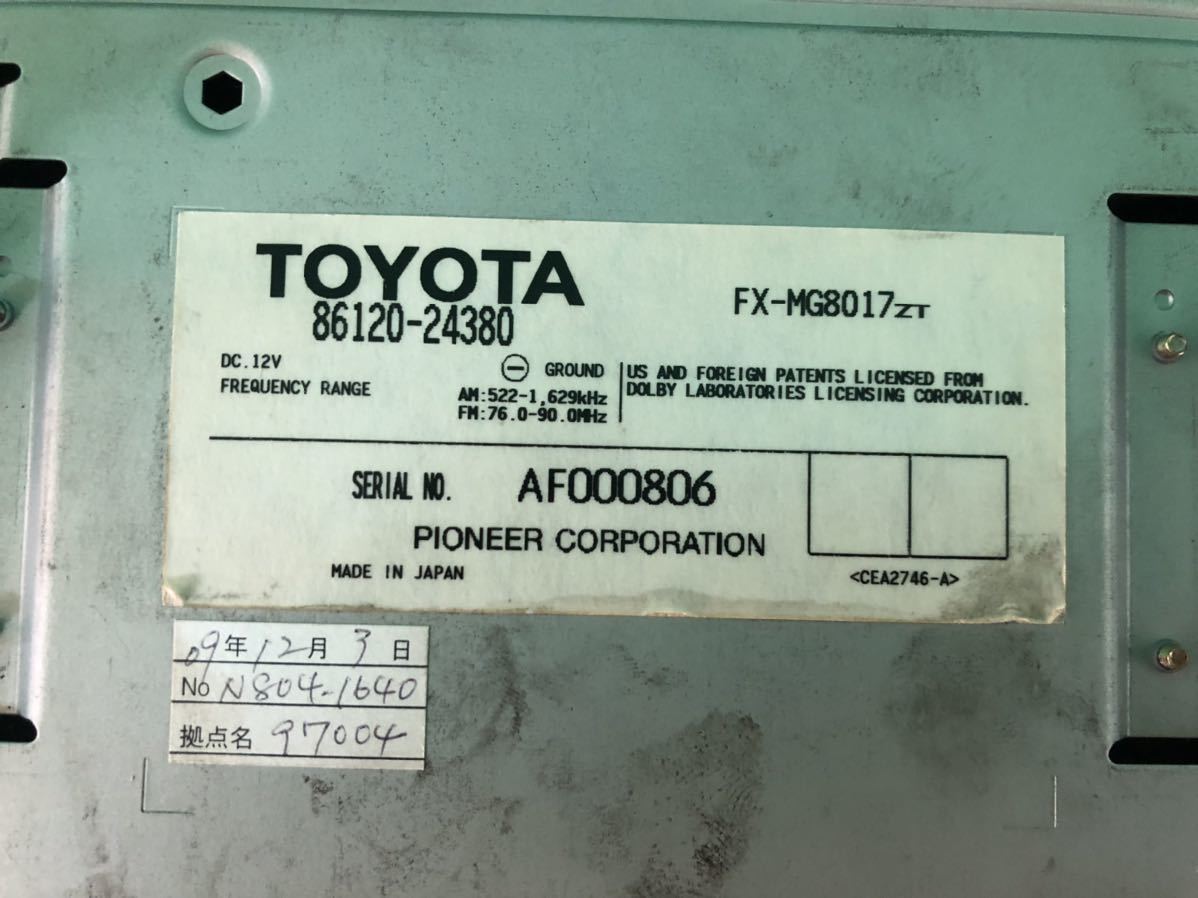 TOYOTA
86120-24380
FX-MG8017ZT
DC.12V
⊖ GROUND
FREQUENCY RANGE
AM:522-1,629kHz
FM:76.0-90.0MHz
US AND FOREIGN PATENTS LICENSED FROM
DOLBY LABORATORIES LICENSING CORPORATION.
SERIAL NO. AF000806
PIONEER CORPORATION
MADE IN JAPAN
<CEA2746-A>
09年12月3日
No N804-1640
拠点名 97004